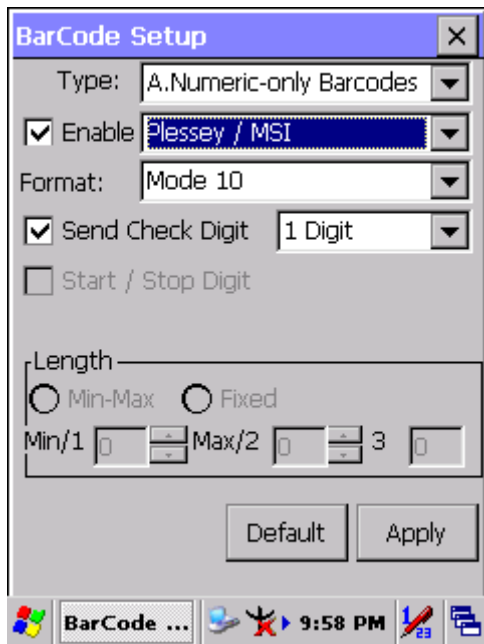 BarCode Setup
Type: A.Numeric-only Barcodes
Enable Plessey / MSI
Format: Mode 10
Send Check Digit 1 Digit
Start / Stop Digit
Length
Min-Max Fixed
Min/1 0 Max/2 0 3 0
Default Apply
BarCode ... 9:58 PM 1/23